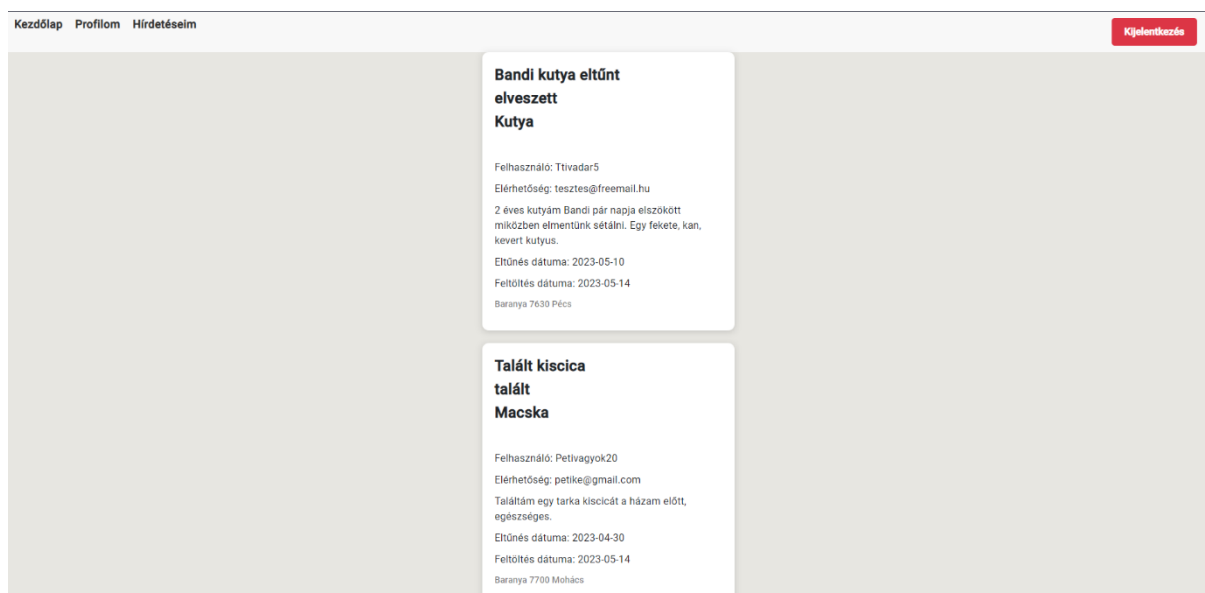 Kezdőlap Profilom Hírdetéseim
Kijelentkezés
Bandi kutya eltűnt
elveszett
Kutya
Felhasználó: Ttivadar5
Elérhetőség: tesztes@freemail.hu
2 éves kutyám Bandi pár napja elszökött
miközben elmentünk sétálni. Egy fekete, kan,
kevert kutyus.
Eltűnés dátuma: 2023-05-10
Feltöltés dátuma: 2023-05-14
Baranya 7630 Pécs
Talált kiscica
talált
Macska
Felhasználó: Petivagyok20
Elérhetőség: petike@gmail.com
Találtám egy tarka kiscicát a házam előtt,
egészséges.
Eltűnés dátuma: 2023-04-30
Feltöltés dátuma: 2023-05-14
Baranya 7700 Mohács